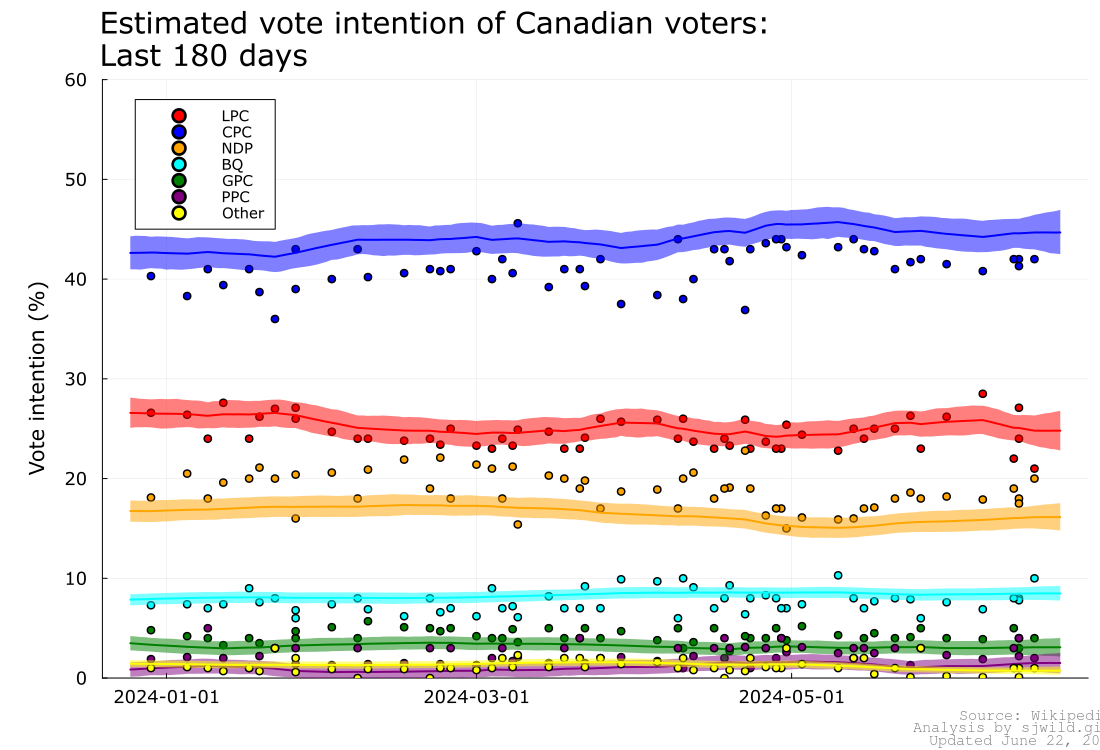 Estimated vote intention of Canadian voters:
Last 180 days
60
50
40
30
20
10
0
Vote intention (%)
LPC
CPC
NDP
BQ
GPC
PPC
Other
2024-01-01
2024-03-01
2024-05-01
Source: Wikipedi
Analysis by sjwild.gi
Updated June 22, 20